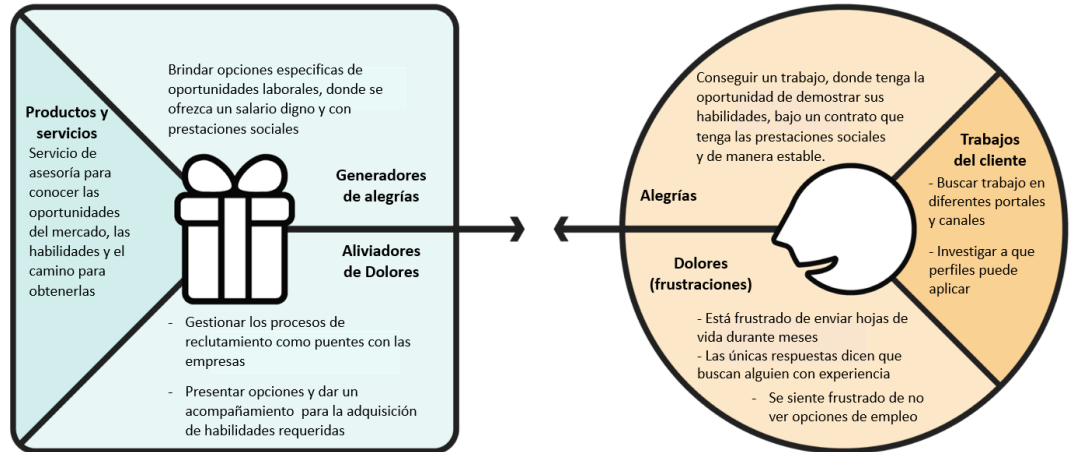 Productos y
servicios
Servicio de
asesoría para
conocer las
oportunidades
del mercado, las
habilidades y el
camino para
obtenerlas
Brindar opciones especificas de
oportunidades laborales, donde se
ofrezca un salario digno y con
prestaciones sociales
Generadores
de alegrías
Aliviadores
de Dolores
- Gestionar los procesos de
reclutamiento como puentes con las
empresas
- Presentar opciones y dar un
acompañamiento para la adquisición
de habilidades requeridas
Conseguir un trabajo, donde tenga la
oportunidad de demostrar sus
habilidades, bajo un contrato que
tenga las prestaciones sociales
y de manera estable.
Alegrías
Dolores
(frustraciones)
- Está frustrado de enviar hojas de
vida durante meses
- Las únicas respuestas dicen que
buscan alguien con experiencia
- Se siente frustrado de no
ver opciones de empleo
Trabajos
del cliente
- Buscar trabajo en
diferentes portales
y canales
- Investigar a que
perfiles puede
aplicar